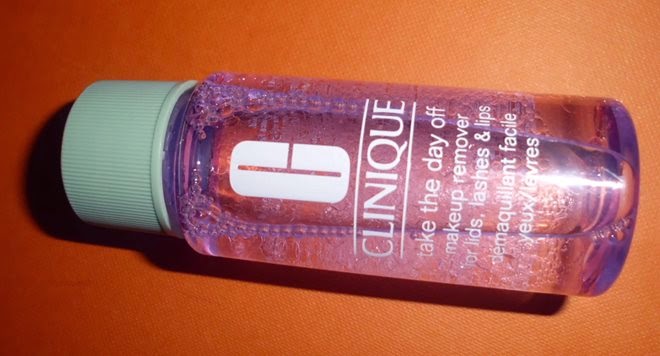 C
CLINIQUE
take the day off
makeup remover
for lids, lashes & lips
démaquillant facile
yeux/lèvres